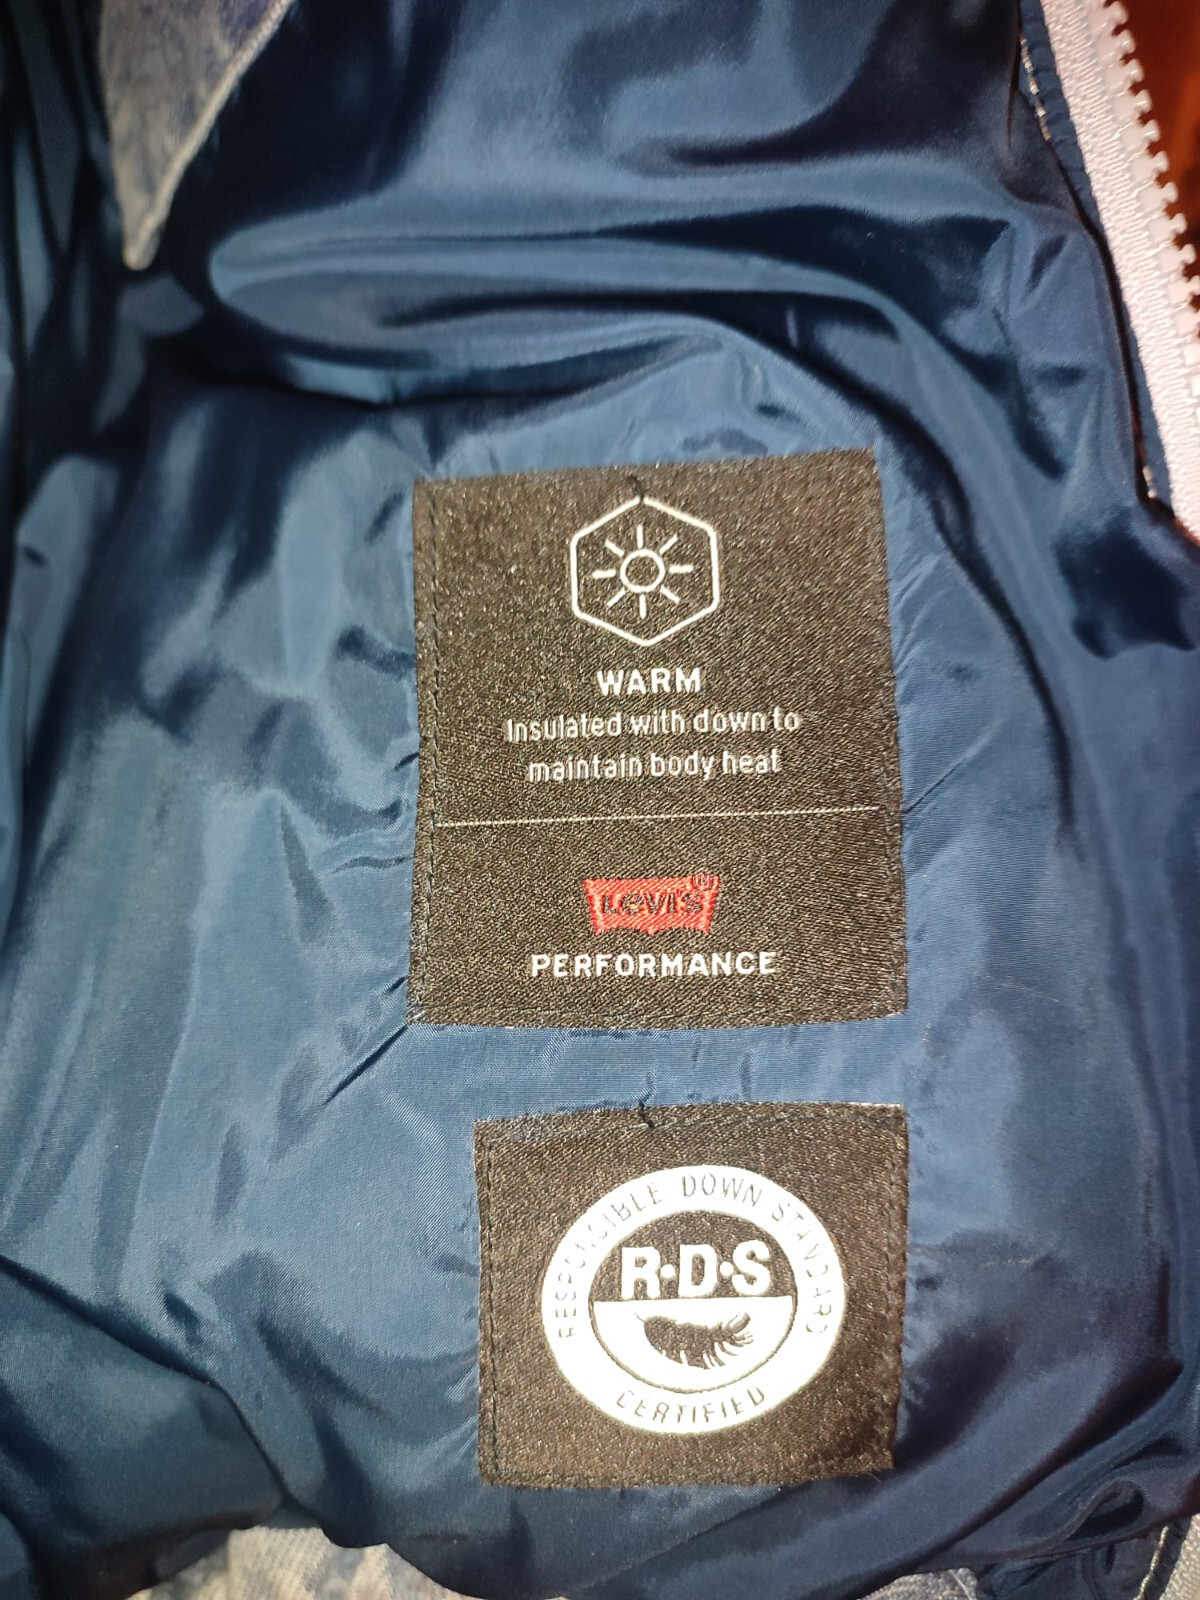 WARM
Insulated with down to
maintain body heat
LEVI'S
PERFORMANCE
RESPONSIBLE DOWN STANDARD
R·D·S
CERTIFIED